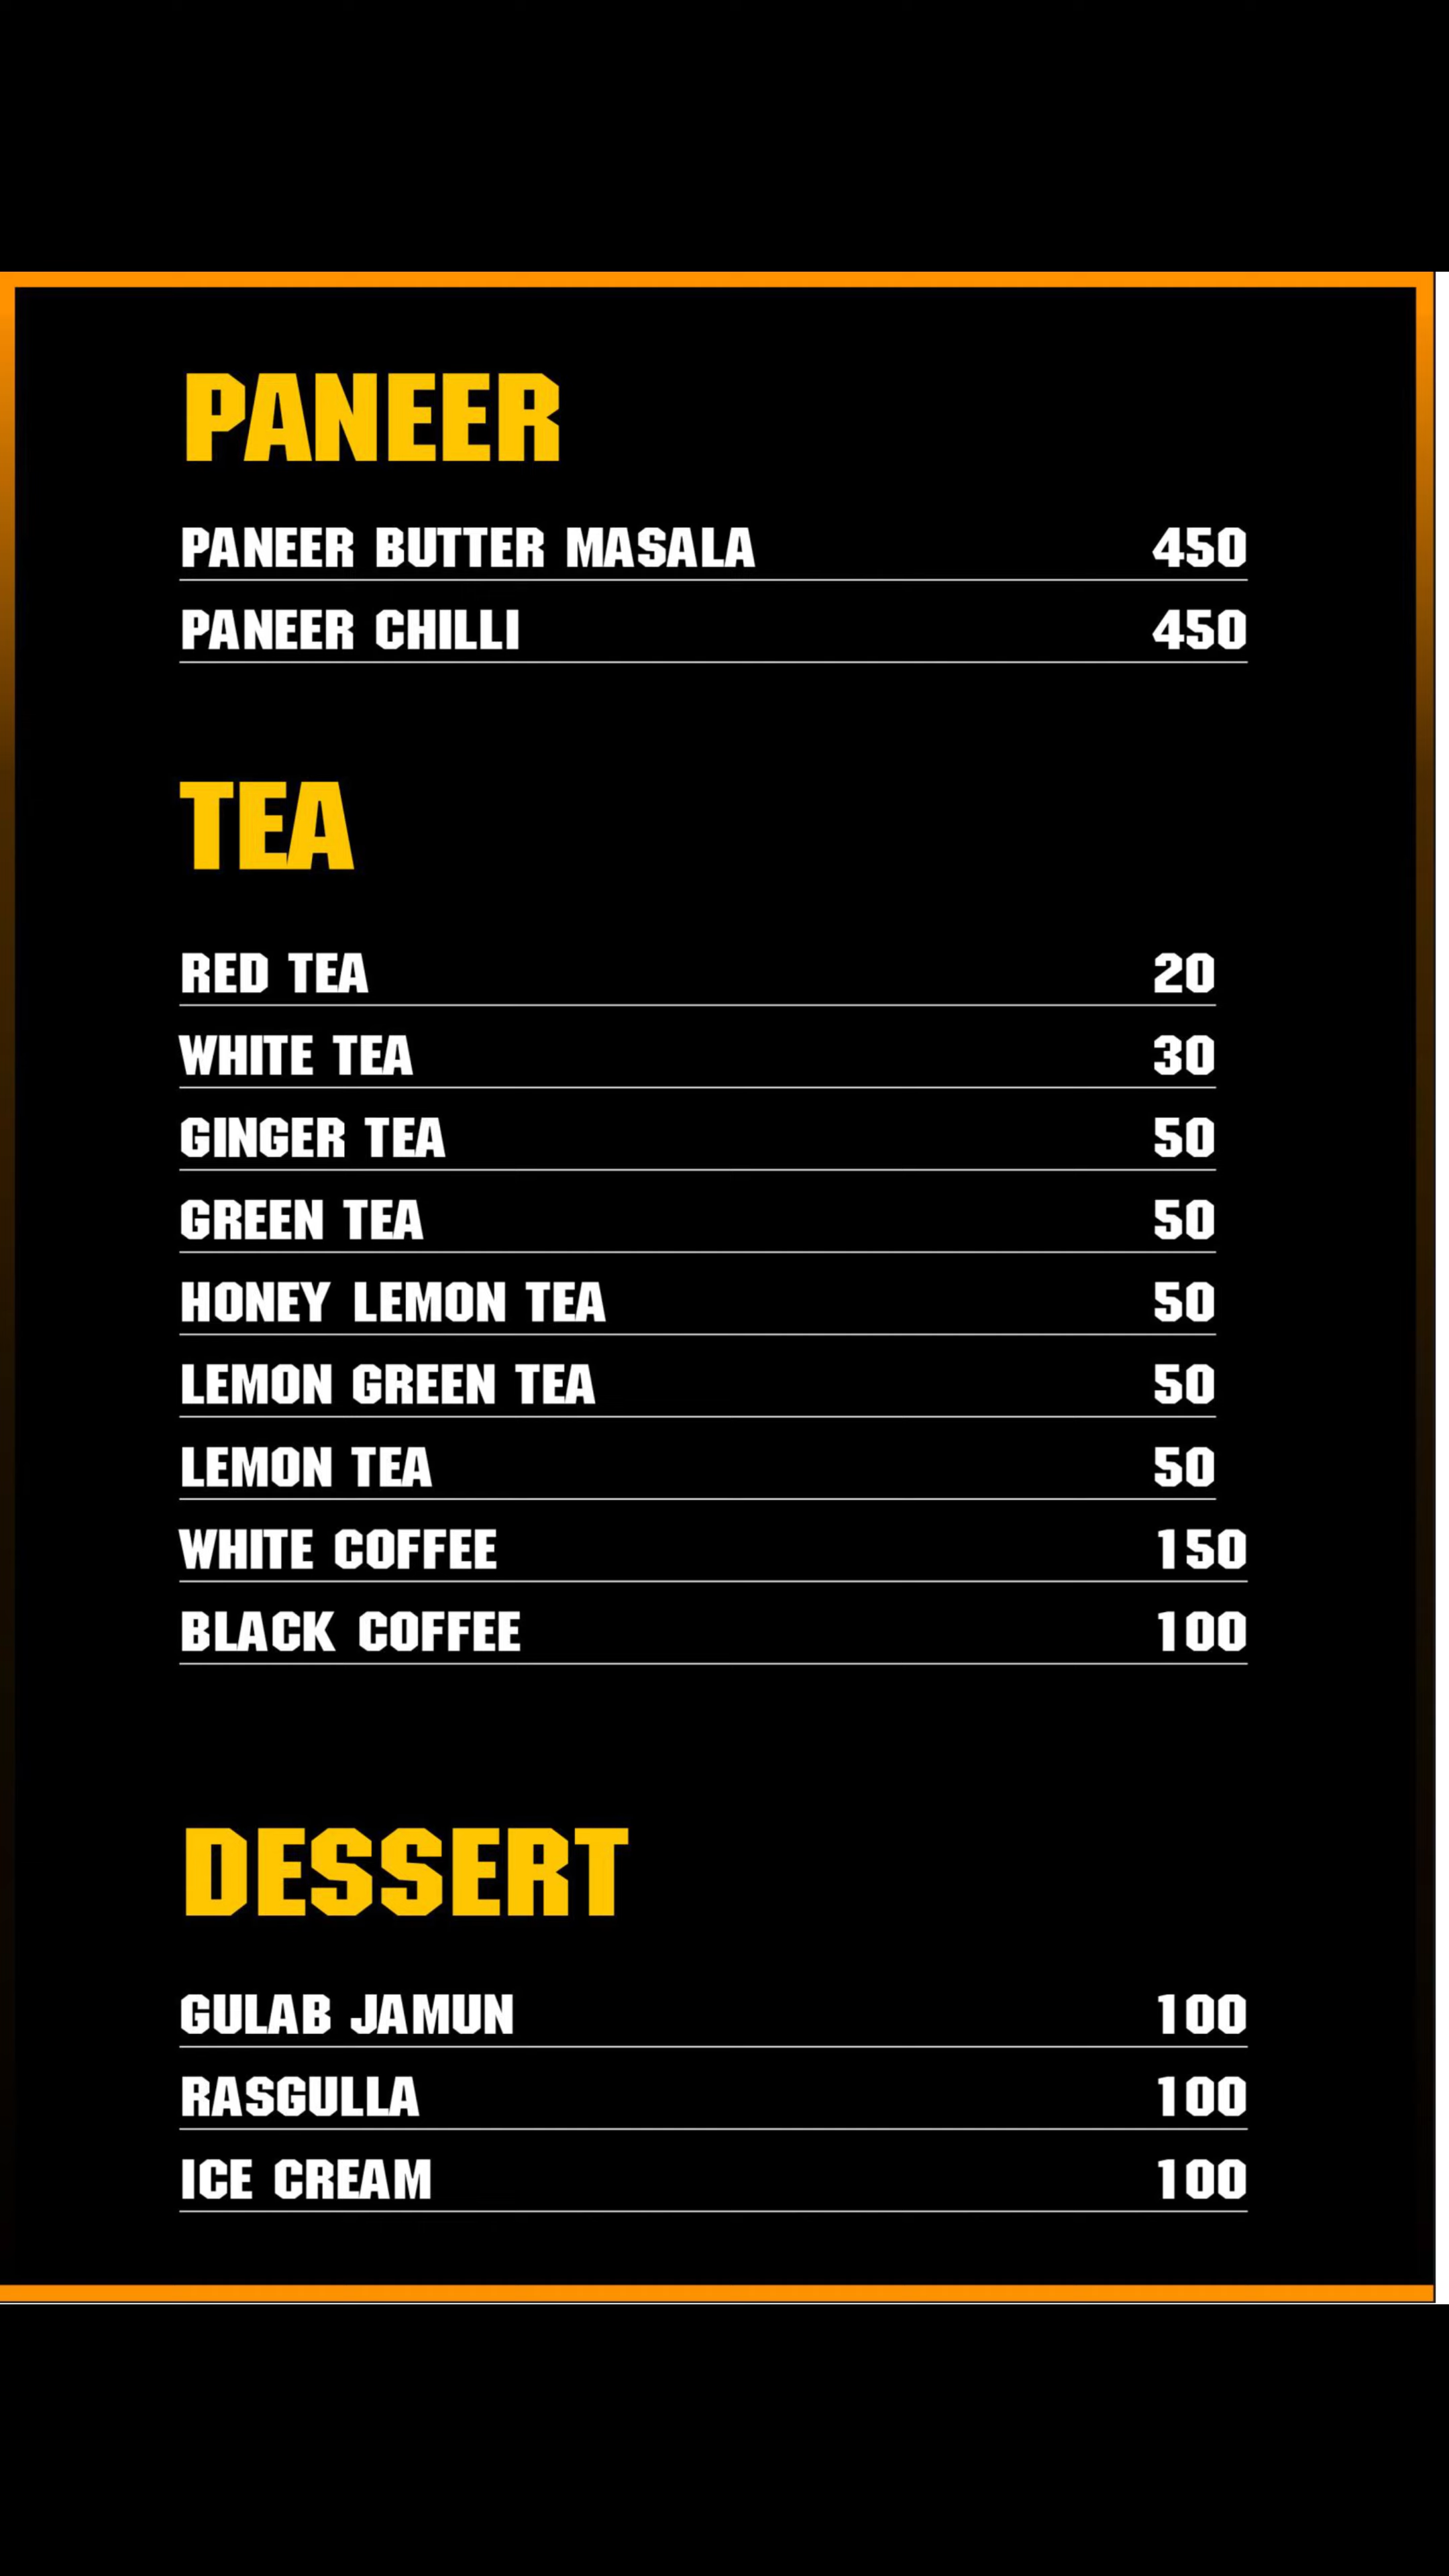 PANEER
PANEER BUTTER MASALA 450
PANEER CHILLI 450
TEA
RED TEA 20
WHITE TEA 30
GINGER TEA 50
GREEN TEA 50
HONEY LEMON TEA 50
LEMON GREEN TEA 50
LEMON TEA 50
WHITE COFFEE 150
BLACK COFFEE 100
DESSERT
GULAB JAMUN 100
RASGULLA 100
ICE CREAM 100